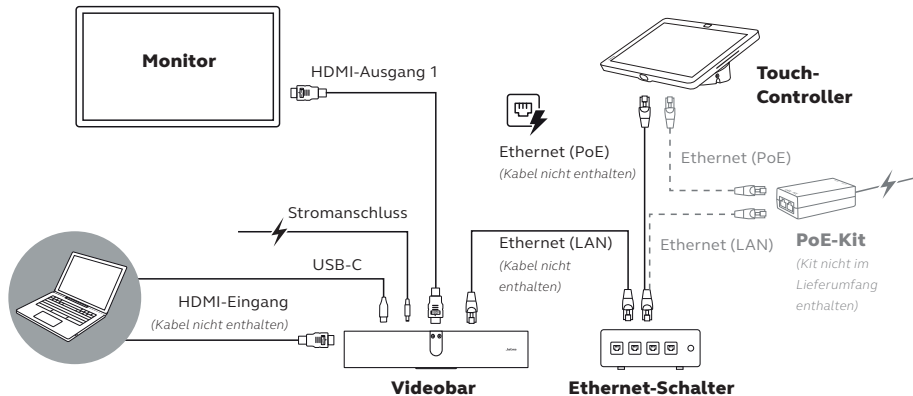 Monitor
HDMI-Ausgang 1
Touch-
Controller
Ethernet (PoE)
(Kabel nicht enthalten)
Ethernet (PoE)
Stromanschluss
USB-C
HDMI-Eingang
(Kabel nicht enthalten)
Ethernet (LAN)
(Kabel nicht
enthalten)
Ethernet (LAN)
PoE-Kit
(Kit nicht im
Lieferumfang
enthalten)
Jabra
Videobar
Ethernet-Schalter